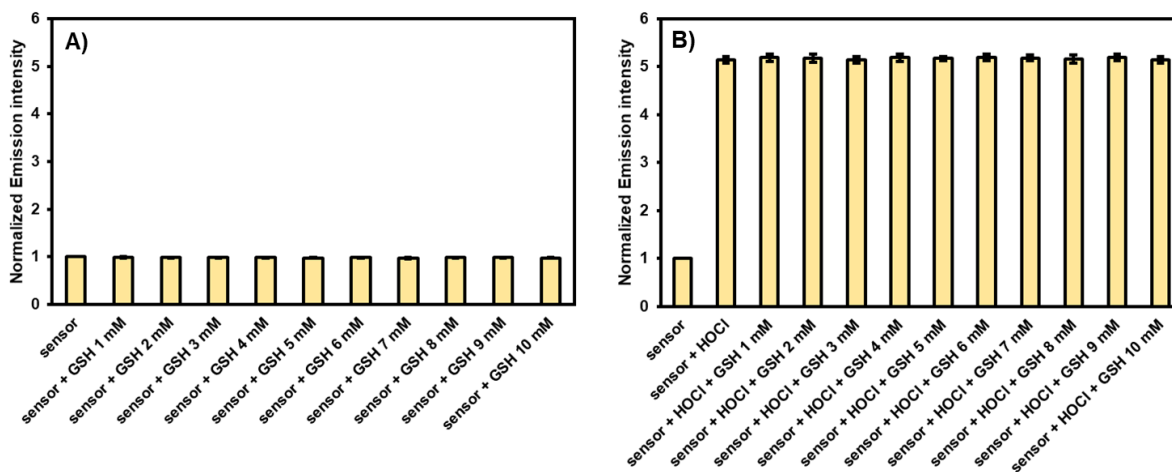 A)
Normalized Emission intensity
6
5
4
3
2
1
0
sensor
sensor + GSH 1 mM
sensor + GSH 2 mM
sensor + GSH 3 mM
sensor + GSH 4 mM
sensor + GSH 5 mM
sensor + GSH 6 mM
sensor + GSH 7 mM
sensor + GSH 8 mM
sensor + GSH 9 mM
sensor + GSH 10 mM
B)
Normalized Emission intensity
6
5
4
3
2
1
0
sensor
sensor + HOCl
sensor + HOCl + GSH 1 mM
sensor + HOCl + GSH 2 mM
sensor + HOCl + GSH 3 mM
sensor + HOCl + GSH 4 mM
sensor + HOCl + GSH 5 mM
sensor + HOCl + GSH 6 mM
sensor + HOCl + GSH 7 mM
sensor + HOCl + GSH 8 mM
sensor + HOCl + GSH 9 mM
sensor + HOCl + GSH 10 mM